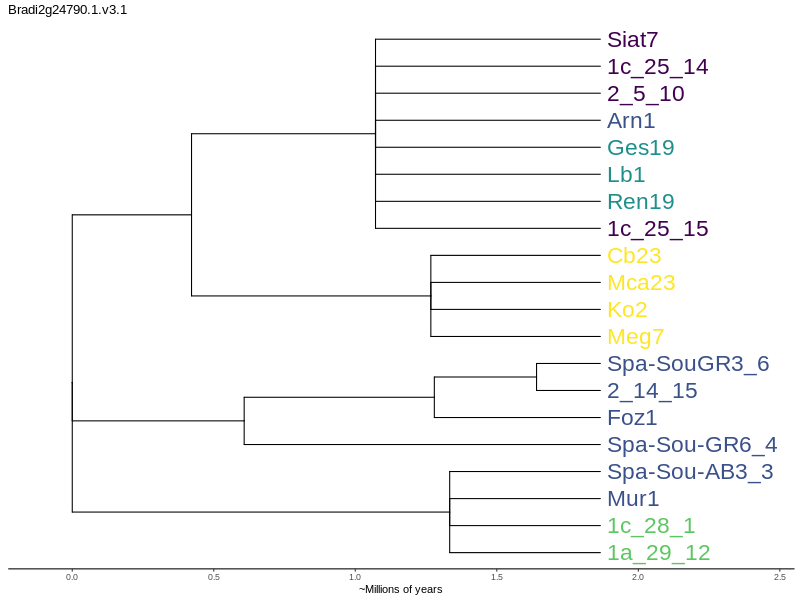 Bradi2g24790.1.v3.1
Siat7
1c_25_14
2_5_10
Arn1
Ges19
Lb1
Ren19
1c_25_15
Cb23
Mca23
Ko2
Meg7
Spa-SouGR3_6
2_14_15
Foz1
Spa-Sou-GR6_4
Spa-Sou-AB3_3
Mur1
1c_28_1
1a_29_12
0.0 0.5 1.0 1.5 2.0 2.5
~Millions of years